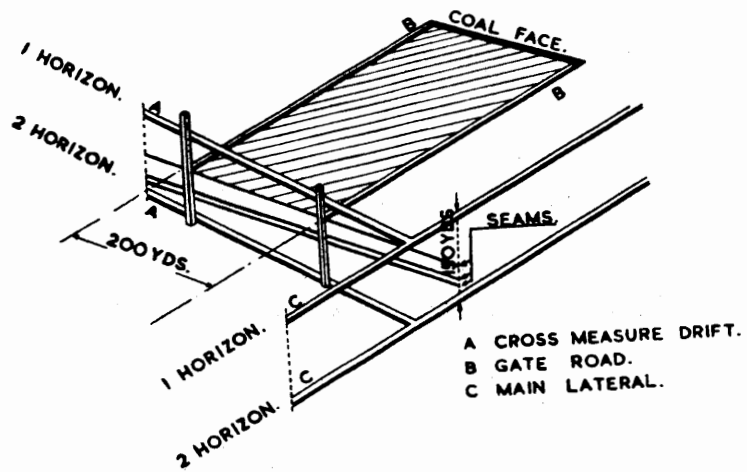 B
COAL FACE.
B
1 HORIZON.
A
2 HORIZON.
A
200 YDS.
YDS
SEAMS
C
1 HORIZON.
C
2 HORIZON.
A CROSS MEASURE DRIFT.
B GATE ROAD.
C MAIN LATERAL.